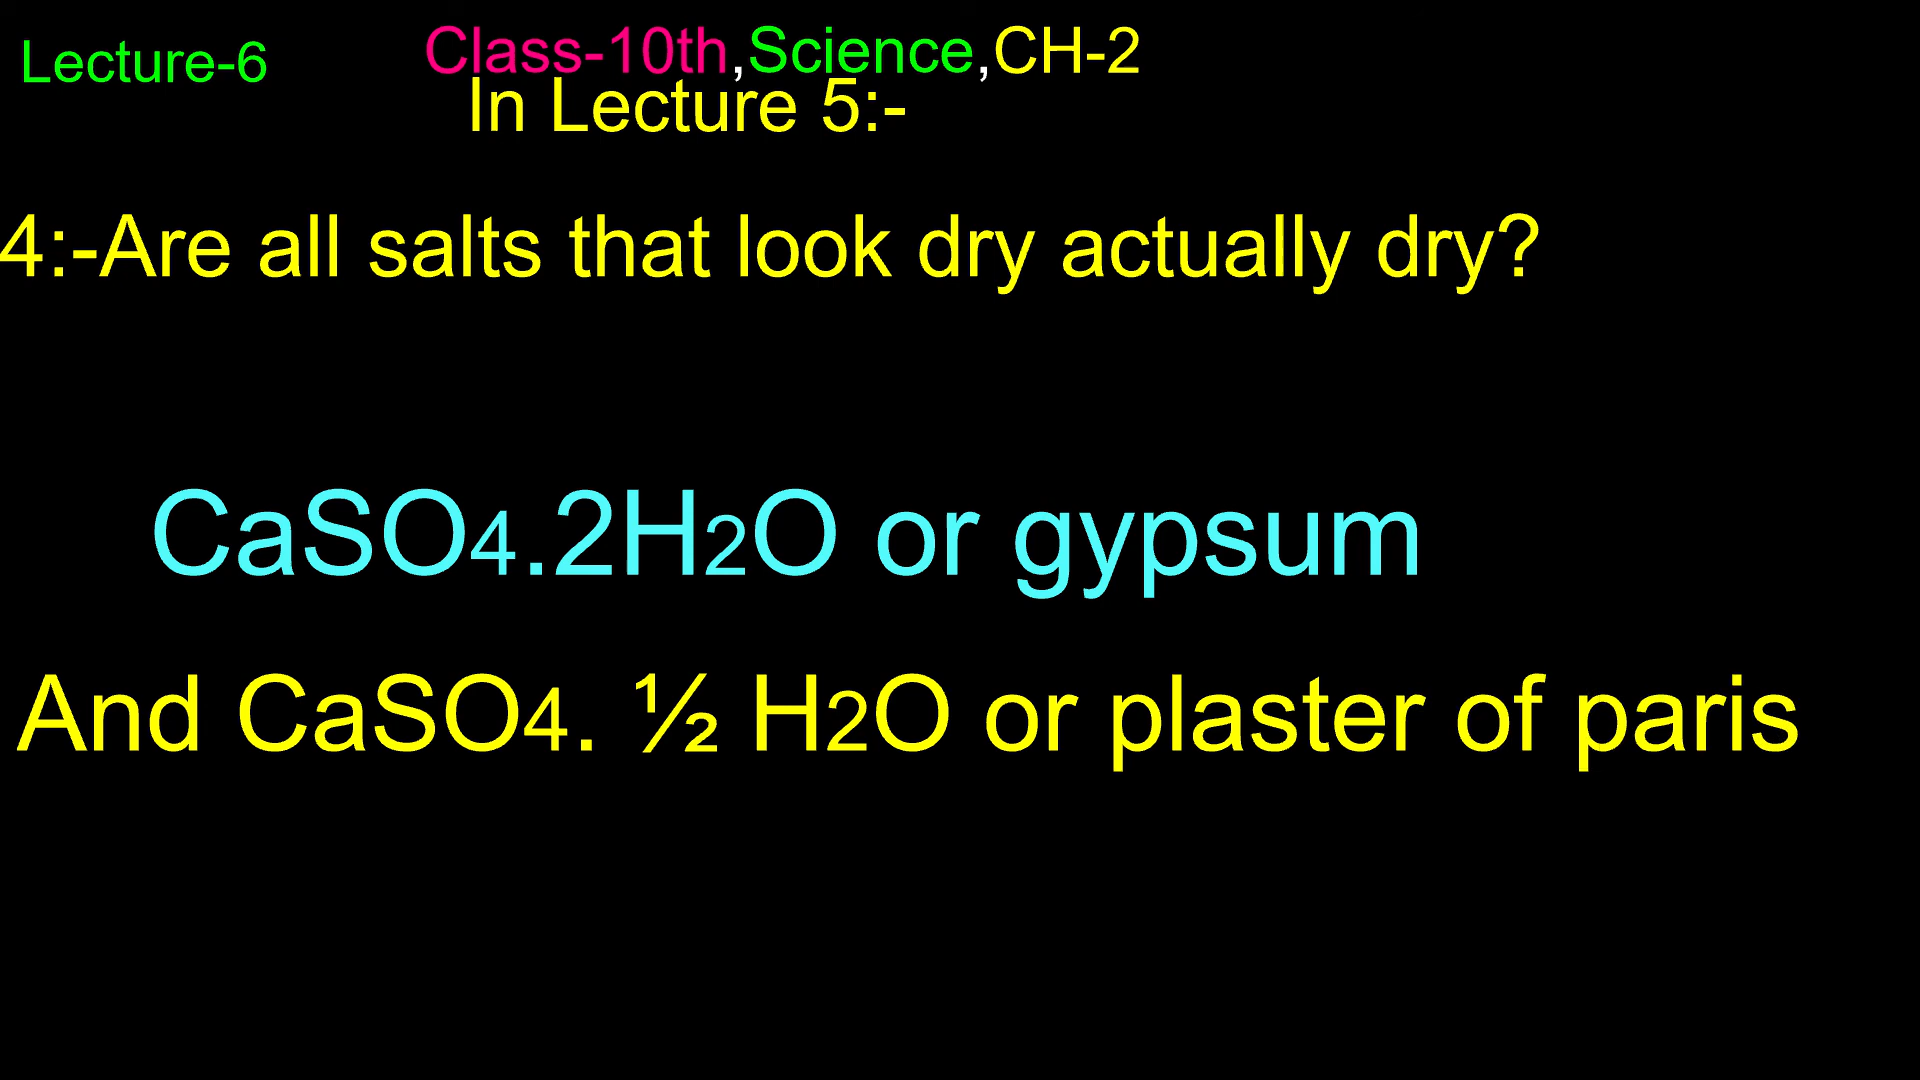 Lecture-6
Class-10th,Science,CH-2
In Lecture 5:-
4:-Are all salts that look dry actually dry?
CaSO4.2H2O or gypsum
And CaSO4. ½ H2O or plaster of paris